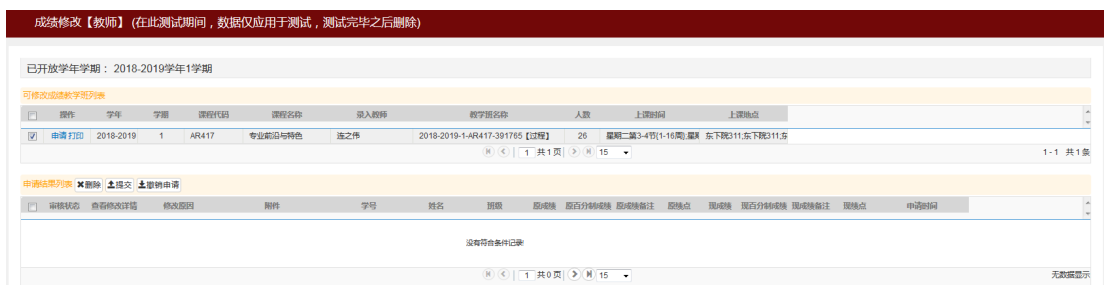 成绩修改【教师】 (在此测试期间，数据仅应用于测试，测试完毕之后删除)
已开放学年学期： 2018-2019学年1学期
可修改成绩教学班列表
操作 学年 学期 课程代码 课程名称 录入教师 教学班名称 人数 上课时间 上课地点
申请 打印 2018-2019 1 AR417 专业前沿与特色 连之伟 2018-2019-1-AR417-391765【过程】 26 星期二第3-4节{1-16周};星期 东下院311;东下院311;东
1 共1页 15 1-1 共1条
申请结果列表 删除 提交 撤销申请
审核状态 查看修改详情 修改原因 附件 学号 姓名 班级 原成绩 原百分制成绩 原成绩备注 原绩点 现成绩 现百分制成绩 现成绩备注 现绩点 申请时间
没有符合条件记录!
1 共0页 15 无数据显示